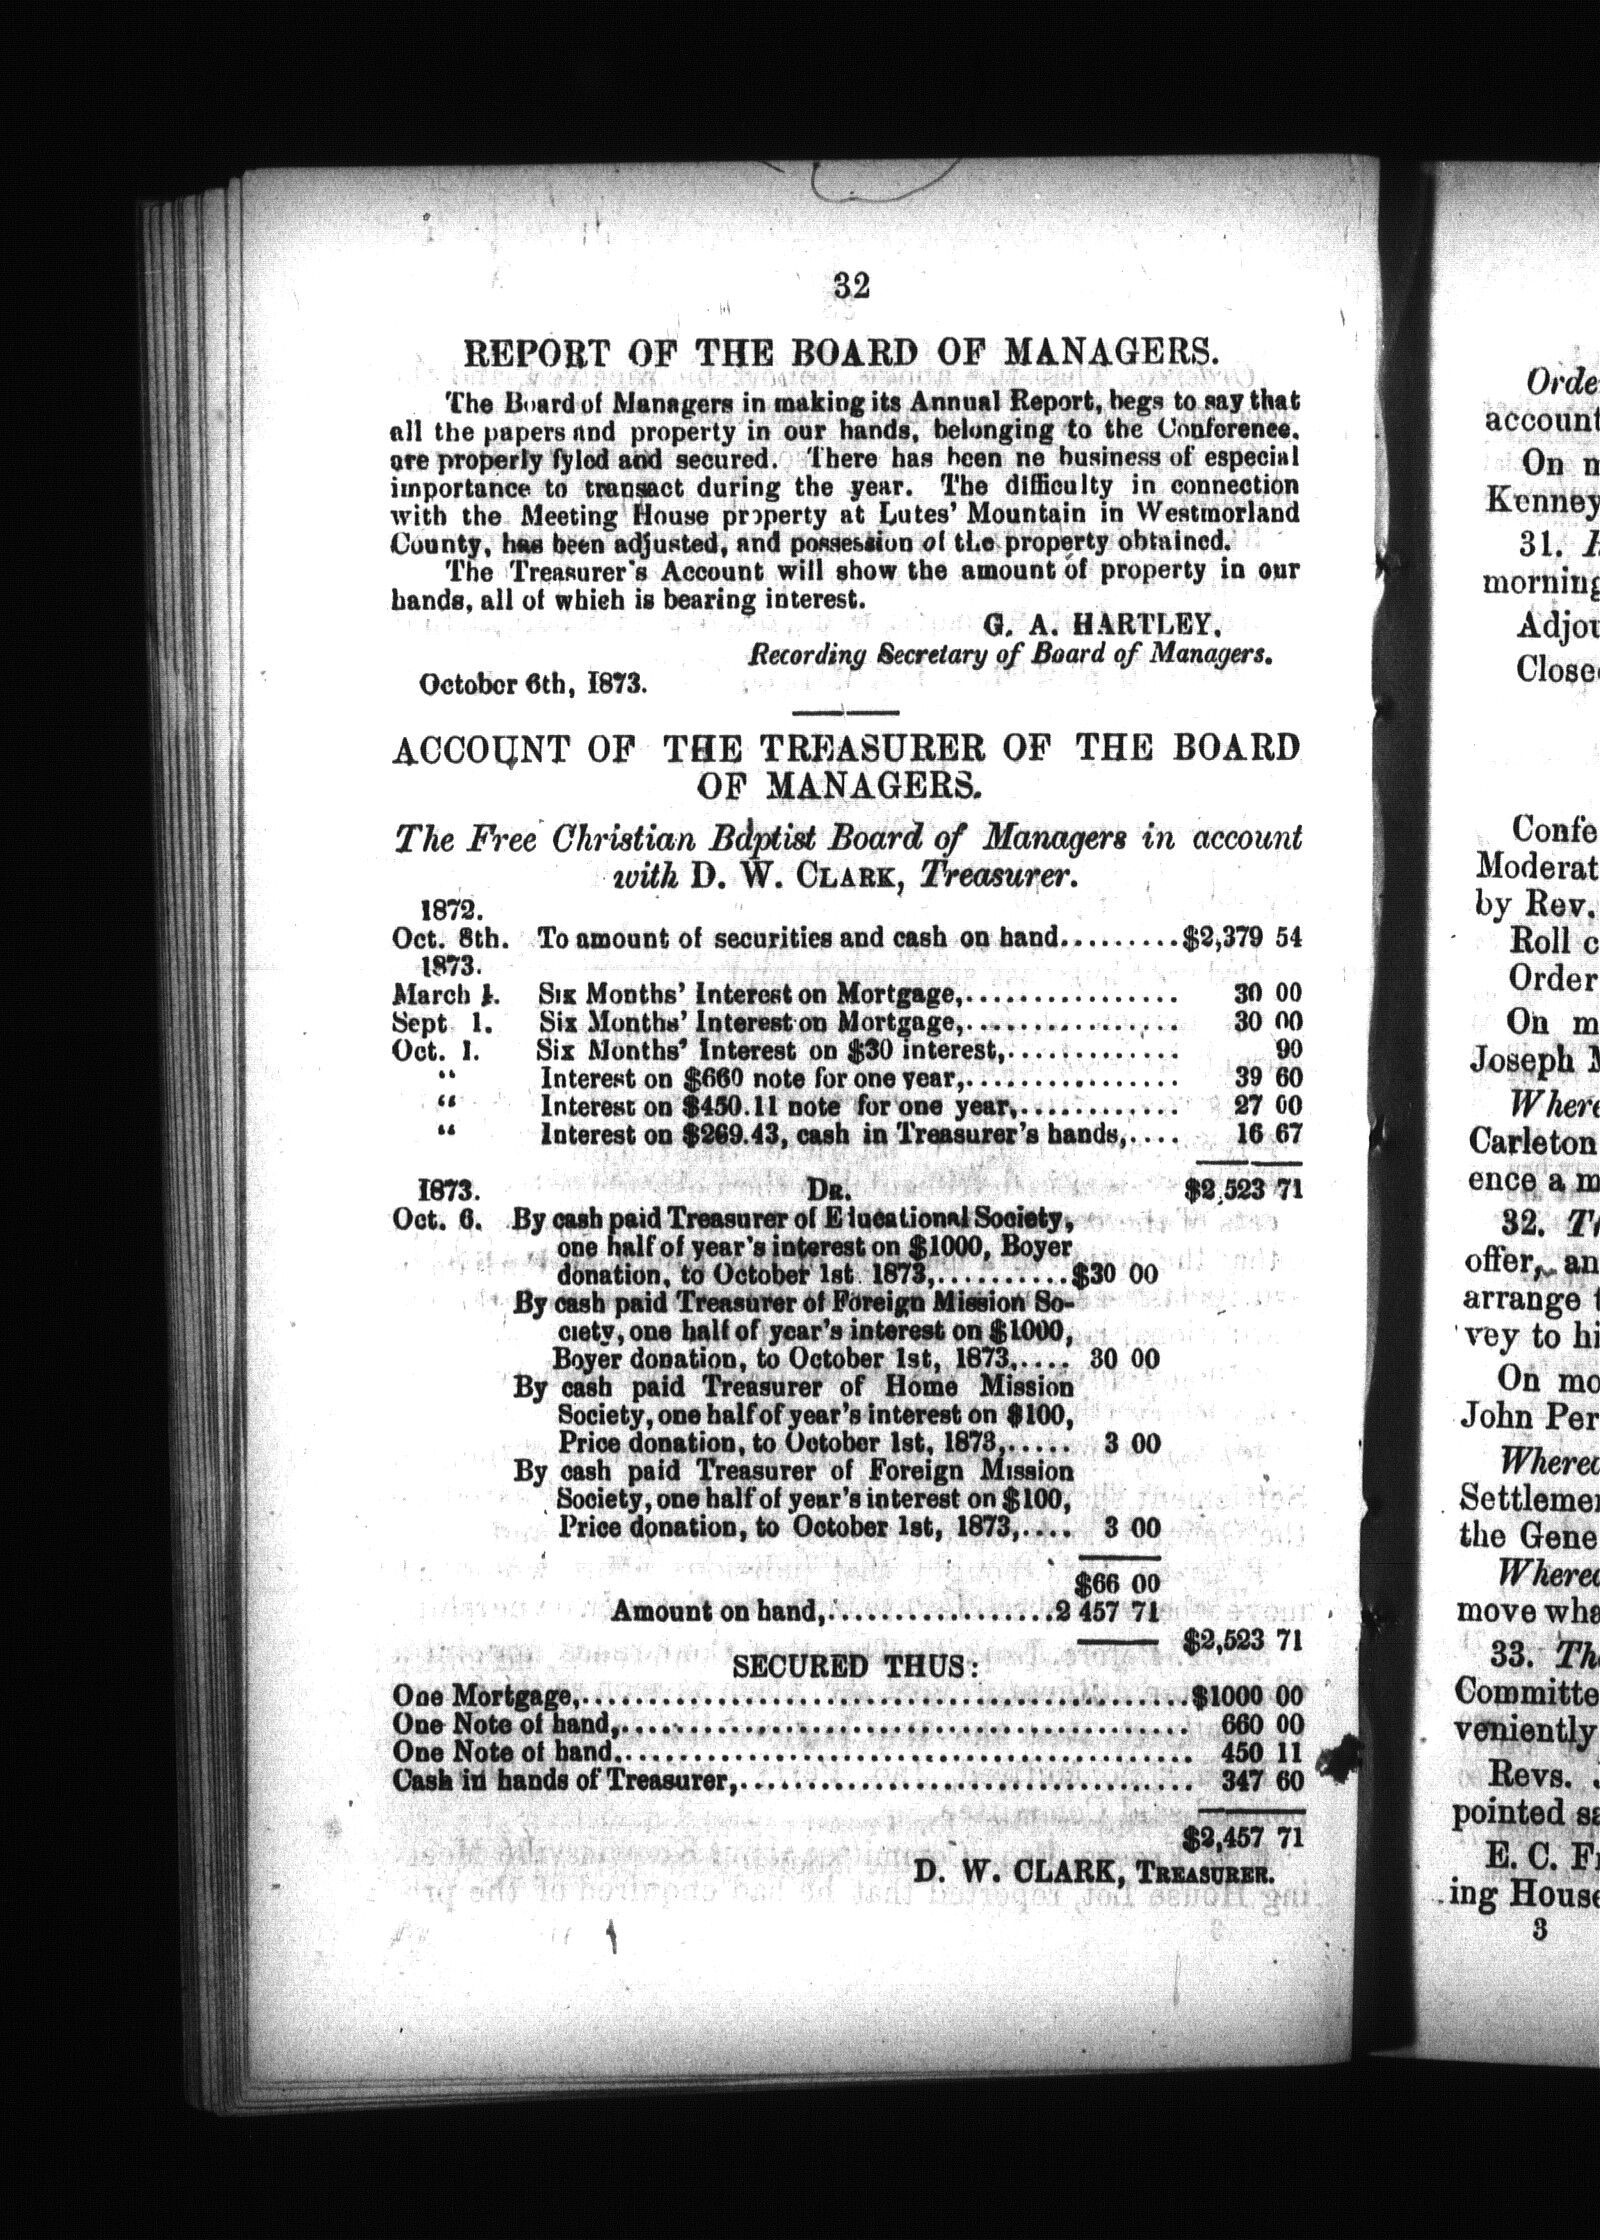 32
REPORT OF THE BOARD OF MANAGERS.
The Board of Managers in making its Annual Report, begs to say that
all the papers and property in our hands, belonging to the Conference.
are properly fyled and secured. There has been ne business of especial
importance to transact during the year. The difficulty in connection
with the Meeting House property at Lutes' Mountain in Westmorland
County, has been adjusted, and possession of the property obtained.
The Treasurer's Account will show the amount of property in our
hands, all of which is bearing interest.
G. A. HARTLEY.
Recording Secretary of Board of Managers.
October 6th, 1873.
ACCOUNT OF THE TREASURER OF THE BOARD
OF MANAGERS.
The Free Christian Baptist Board of Managers in account
with D. W. CLARK, Treasurer.
1872.
Oct. 8th. To amount of securities and cash on hand.........$2,379 54
1873.
March 1. Six Months' Interest on Mortgage,................ 30 00
Sept 1. Six Months' Interest on Mortgage,................ 30 00
Oct. 1. Six Months' Interest on $30 interest,............. 90
" Interest on $660 note for one year,................ 39 60
" Interest on $450.11 note for one year,............ 27 00
" Interest on $269.43, cash in Treasurer's hands,.... 16 67
1873. DR. $2,523 71
Oct. 6. By cash paid Treasurer of Educational Society,
one half of year's interest on $1000, Boyer
donation, to October 1st. 1873,..........$30 00
By cash paid Treasurer of Foreign Mission So-
ciety, one half of year's interest on $1000,
Boyer donation, to October 1st, 1873,.... 30 00
By cash paid Treasurer of Home Mission
Society, one half of year's interest on $100,
Price donation, to October 1st, 1873,..... 3 00
By cash paid Treasurer of Foreign Mission
Society, one half of year's interest on $100,
Price donation, to October 1st, 1873,.... 3 00
$66 00
Amount on hand,.................2 457 71
$2,523 71
SECURED THUS:
One Mortgage,.............................................$1000 00
One Note of hand,.......................................... 660 00
One Note of hand,.......................................... 450 11
Cash in hands of Treasurer,.................................. 347 60
$2,457 71
D. W. CLARK, TREASURER.
account
On
Kenney
31.
morning
Moderat
by Rev.
Roll
Order
On
Joseph
Carleton
ence a
32.
offer, an
arrange
vey to
On
John
the
move
33.
veniently
Revs.
pointed
E. C.
ing
3